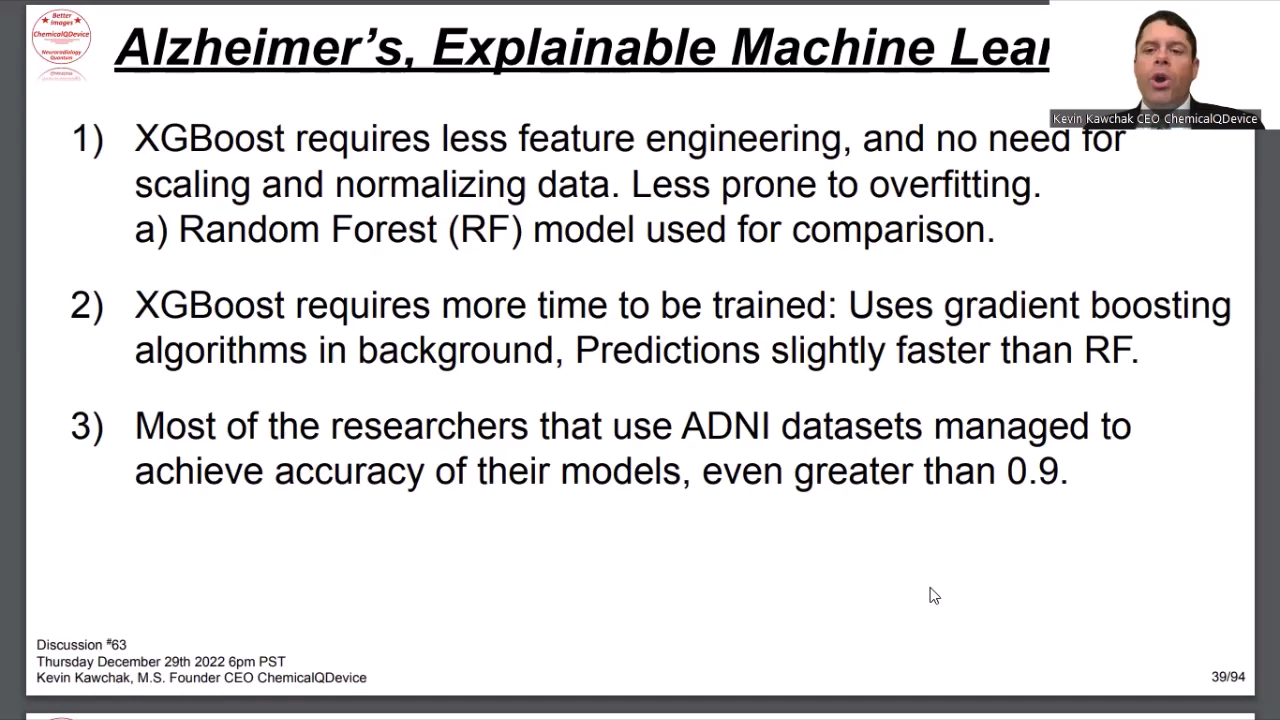 Better
Images
ChemicalQDevice
Neuroradiology
Quantum
Alzheimer's, Explainable Machine Lear
Kevin Kawchak CEO ChemicalQDevice
1) XGBoost requires less feature engineering, and no need for
scaling and normalizing data. Less prone to overfitting.
a) Random Forest (RF) model used for comparison.
2) XGBoost requires more time to be trained: Uses gradient boosting
algorithms in background, Predictions slightly faster than RF.
3) Most of the researchers that use ADNI datasets managed to
achieve accuracy of their models, even greater than 0.9.
Discussion #63
Thursday December 29th 2022 6pm PST
Kevin Kawchak, M.S. Founder CEO ChemicalQDevice
39/94